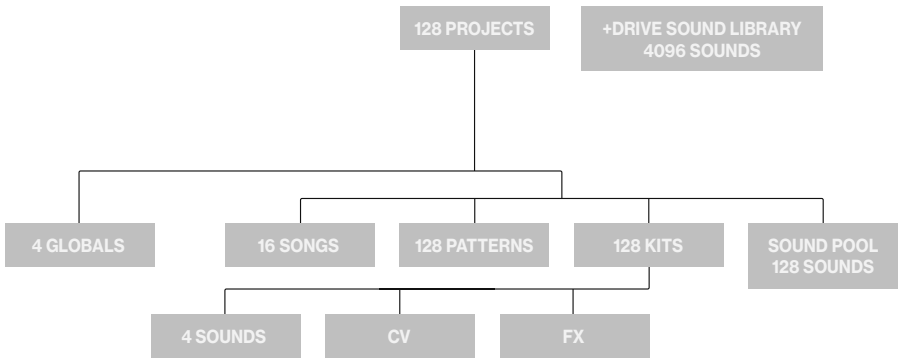 128 PROJECTS
+DRIVE SOUND LIBRARY
4096 SOUNDS
4 GLOBALS
16 SONGS
128 PATTERNS
128 KITS
SOUND POOL
128 SOUNDS
4 SOUNDS
CV
FX